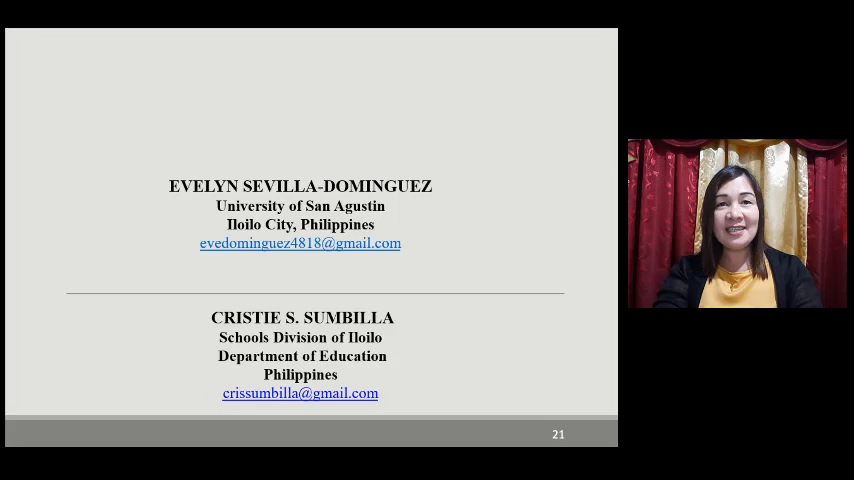 EVELYN SEVILLA-DOMINGUEZ
University of San Agustin
Iloilo City, Philippines
evedominguez4818@gmail.com
CRISTIE S. SUMBILLA
Schools Division of Iloilo
Department of Education
Philippines
crissumbilla@gmail.com
21